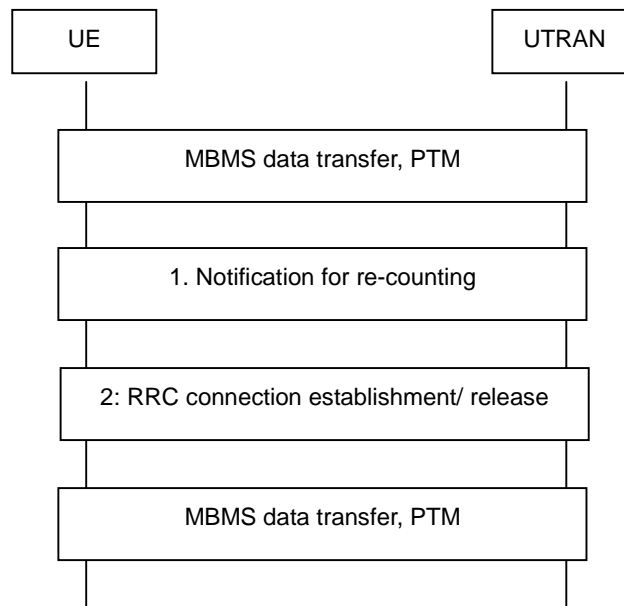 UE
UTRAN
MBMS data transfer, PTM
1. Notification for re-counting
2: RRC connection establishment/ release
MBMS data transfer, PTM